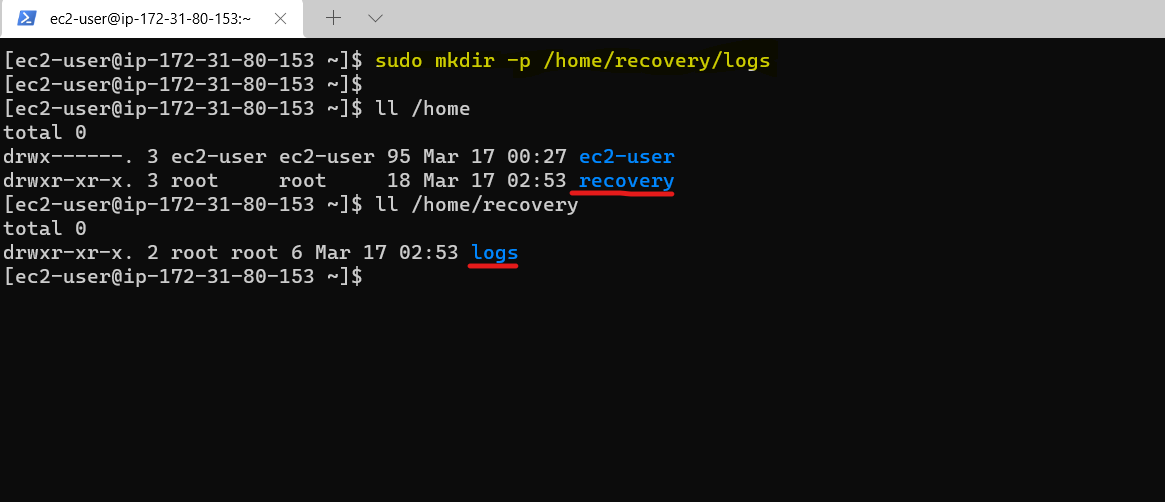 ec2-user@ip-172-31-80-153:~
[ec2-user@ip-172-31-80-153 ~]$ sudo mkdir -p /home/recovery/logs
[ec2-user@ip-172-31-80-153 ~]$
[ec2-user@ip-172-31-80-153 ~]$ ll /home
total 0
drwx------. 3 ec2-user ec2-user 95 Mar 17 00:27 ec2-user
drwxr-xr-x. 3 root     root     18 Mar 17 02:53 recovery
[ec2-user@ip-172-31-80-153 ~]$ ll /home/recovery
total 0
drwxr-xr-x. 2 root root 6 Mar 17 02:53 logs
[ec2-user@ip-172-31-80-153 ~]$